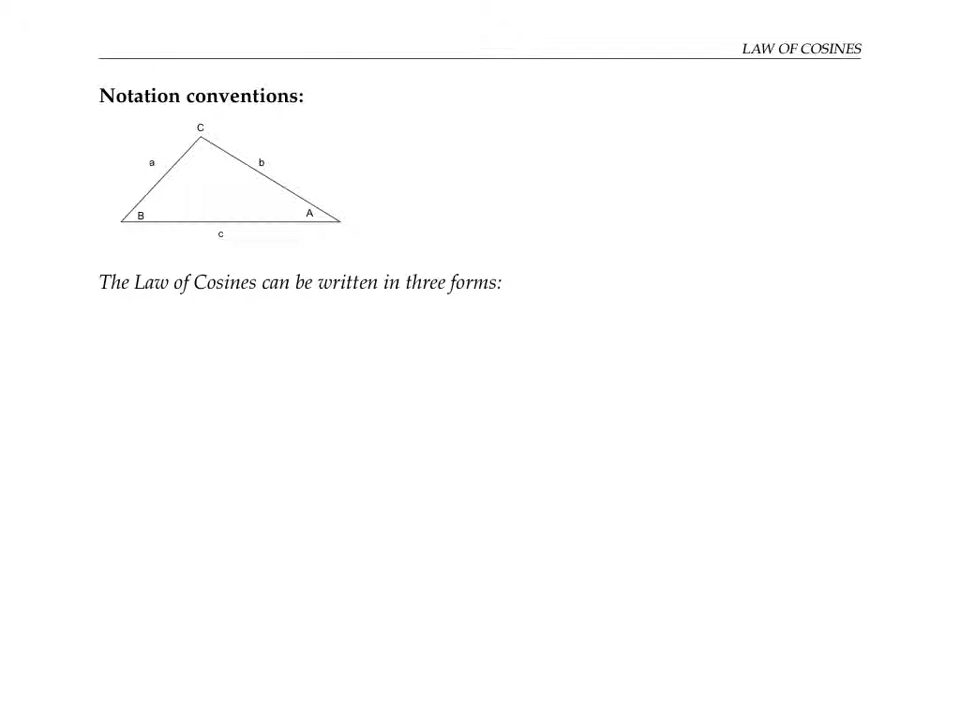 LAW OF COSINES
Notation conventions:
C
a
b
B
A
c
The Law of Cosines can be written in three forms: